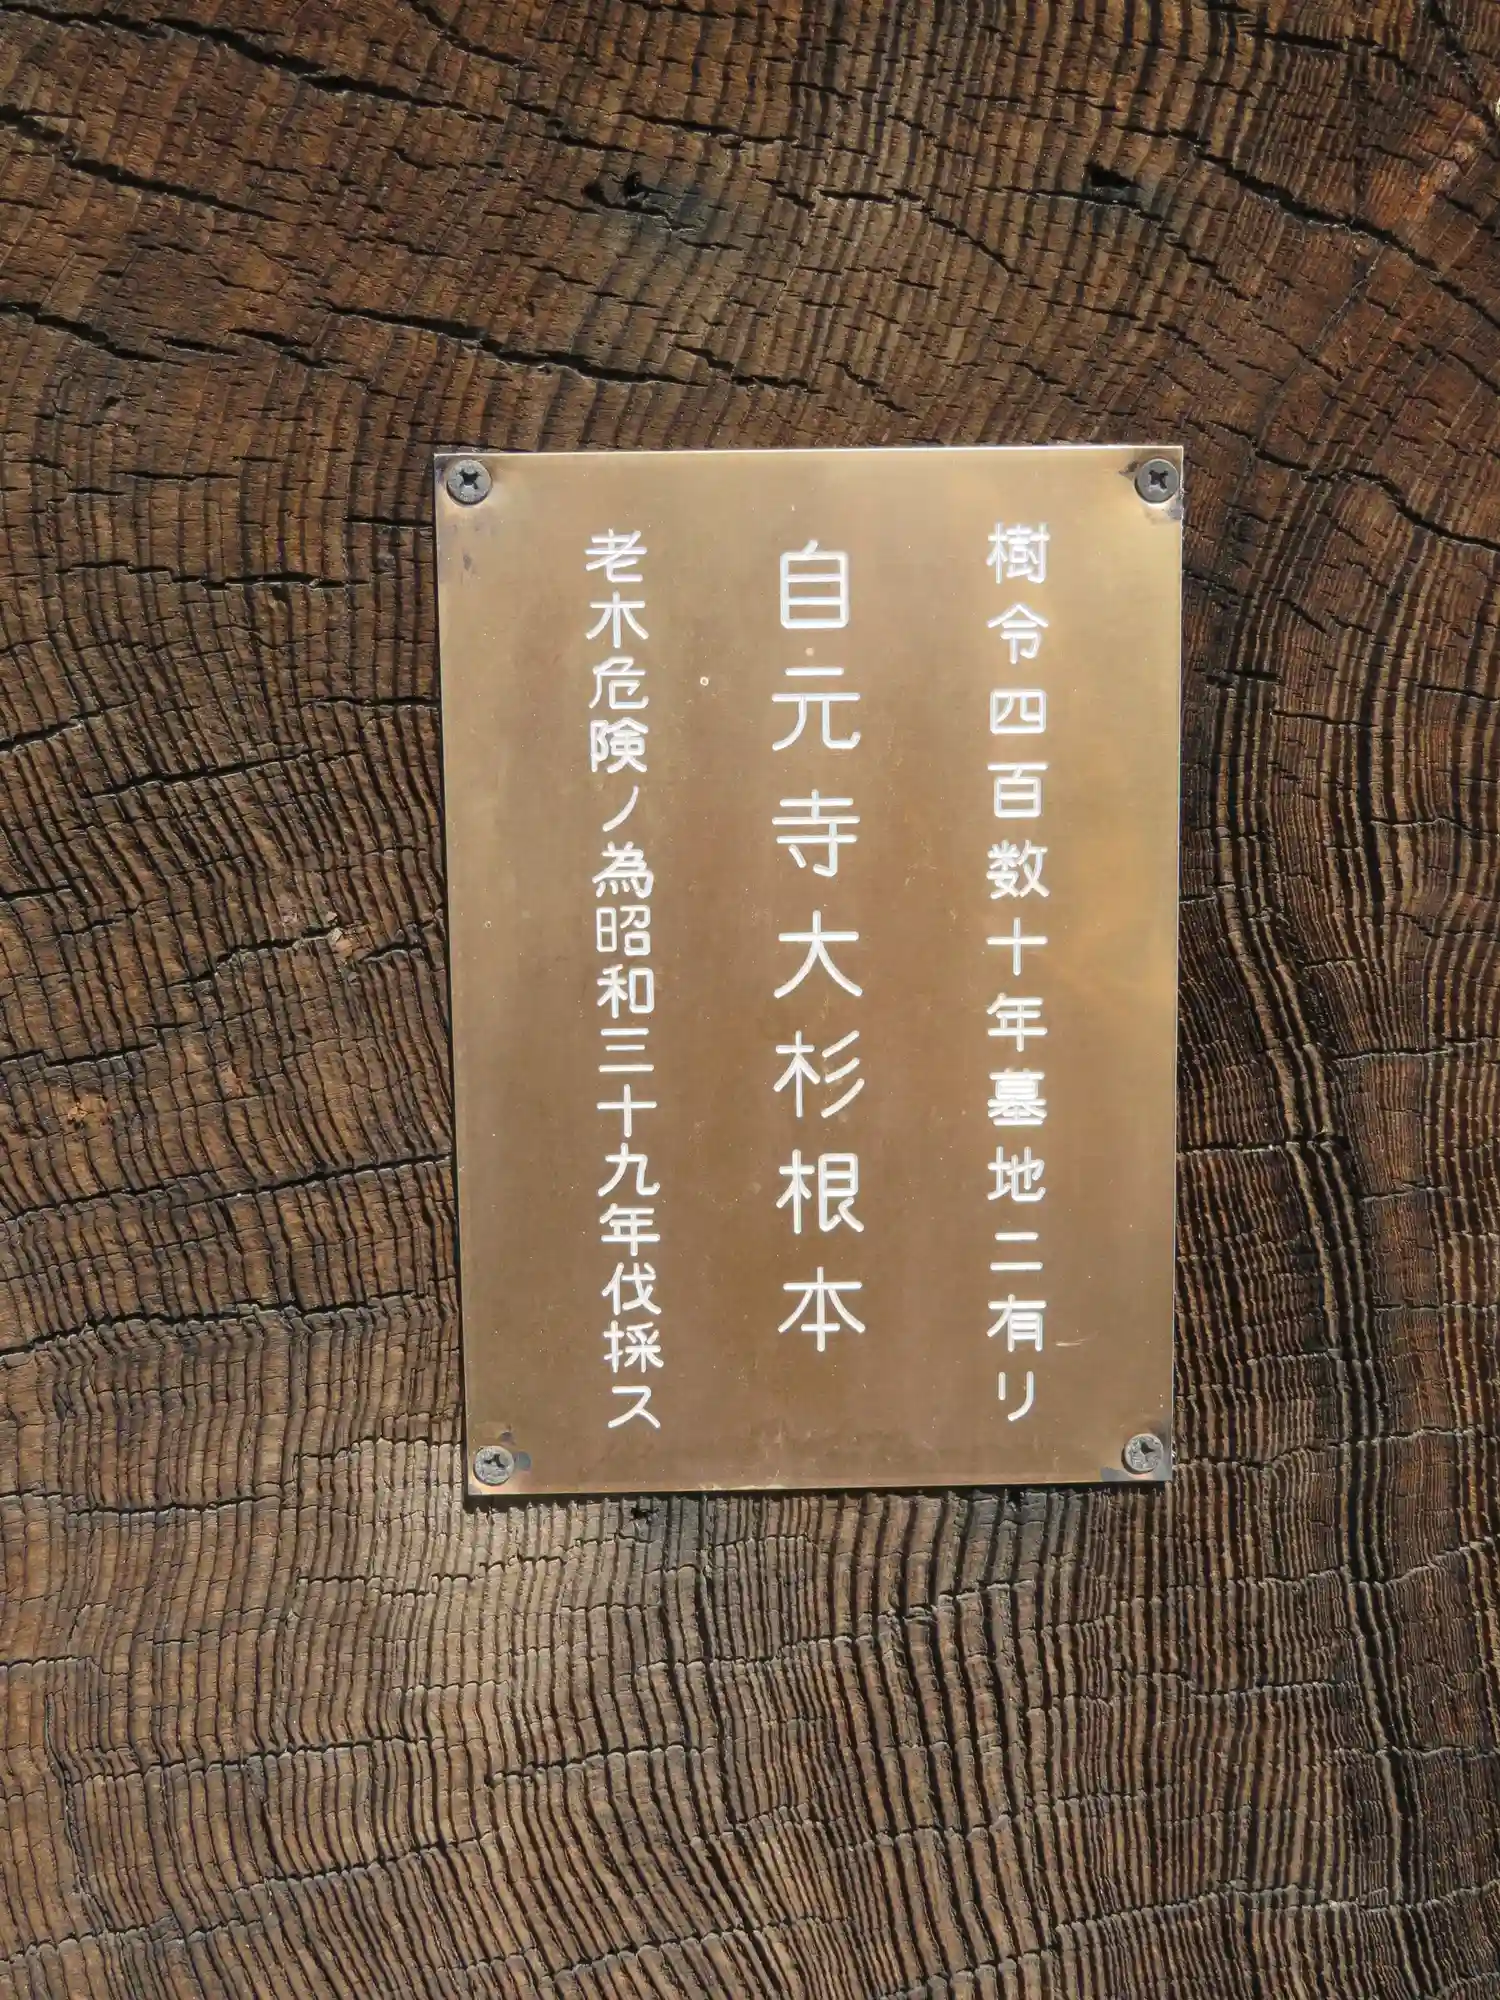 樹令四百数十年墓地ニ有リ
自元寺大杉根本
老木危険ノ為昭和三十九年伐採ス